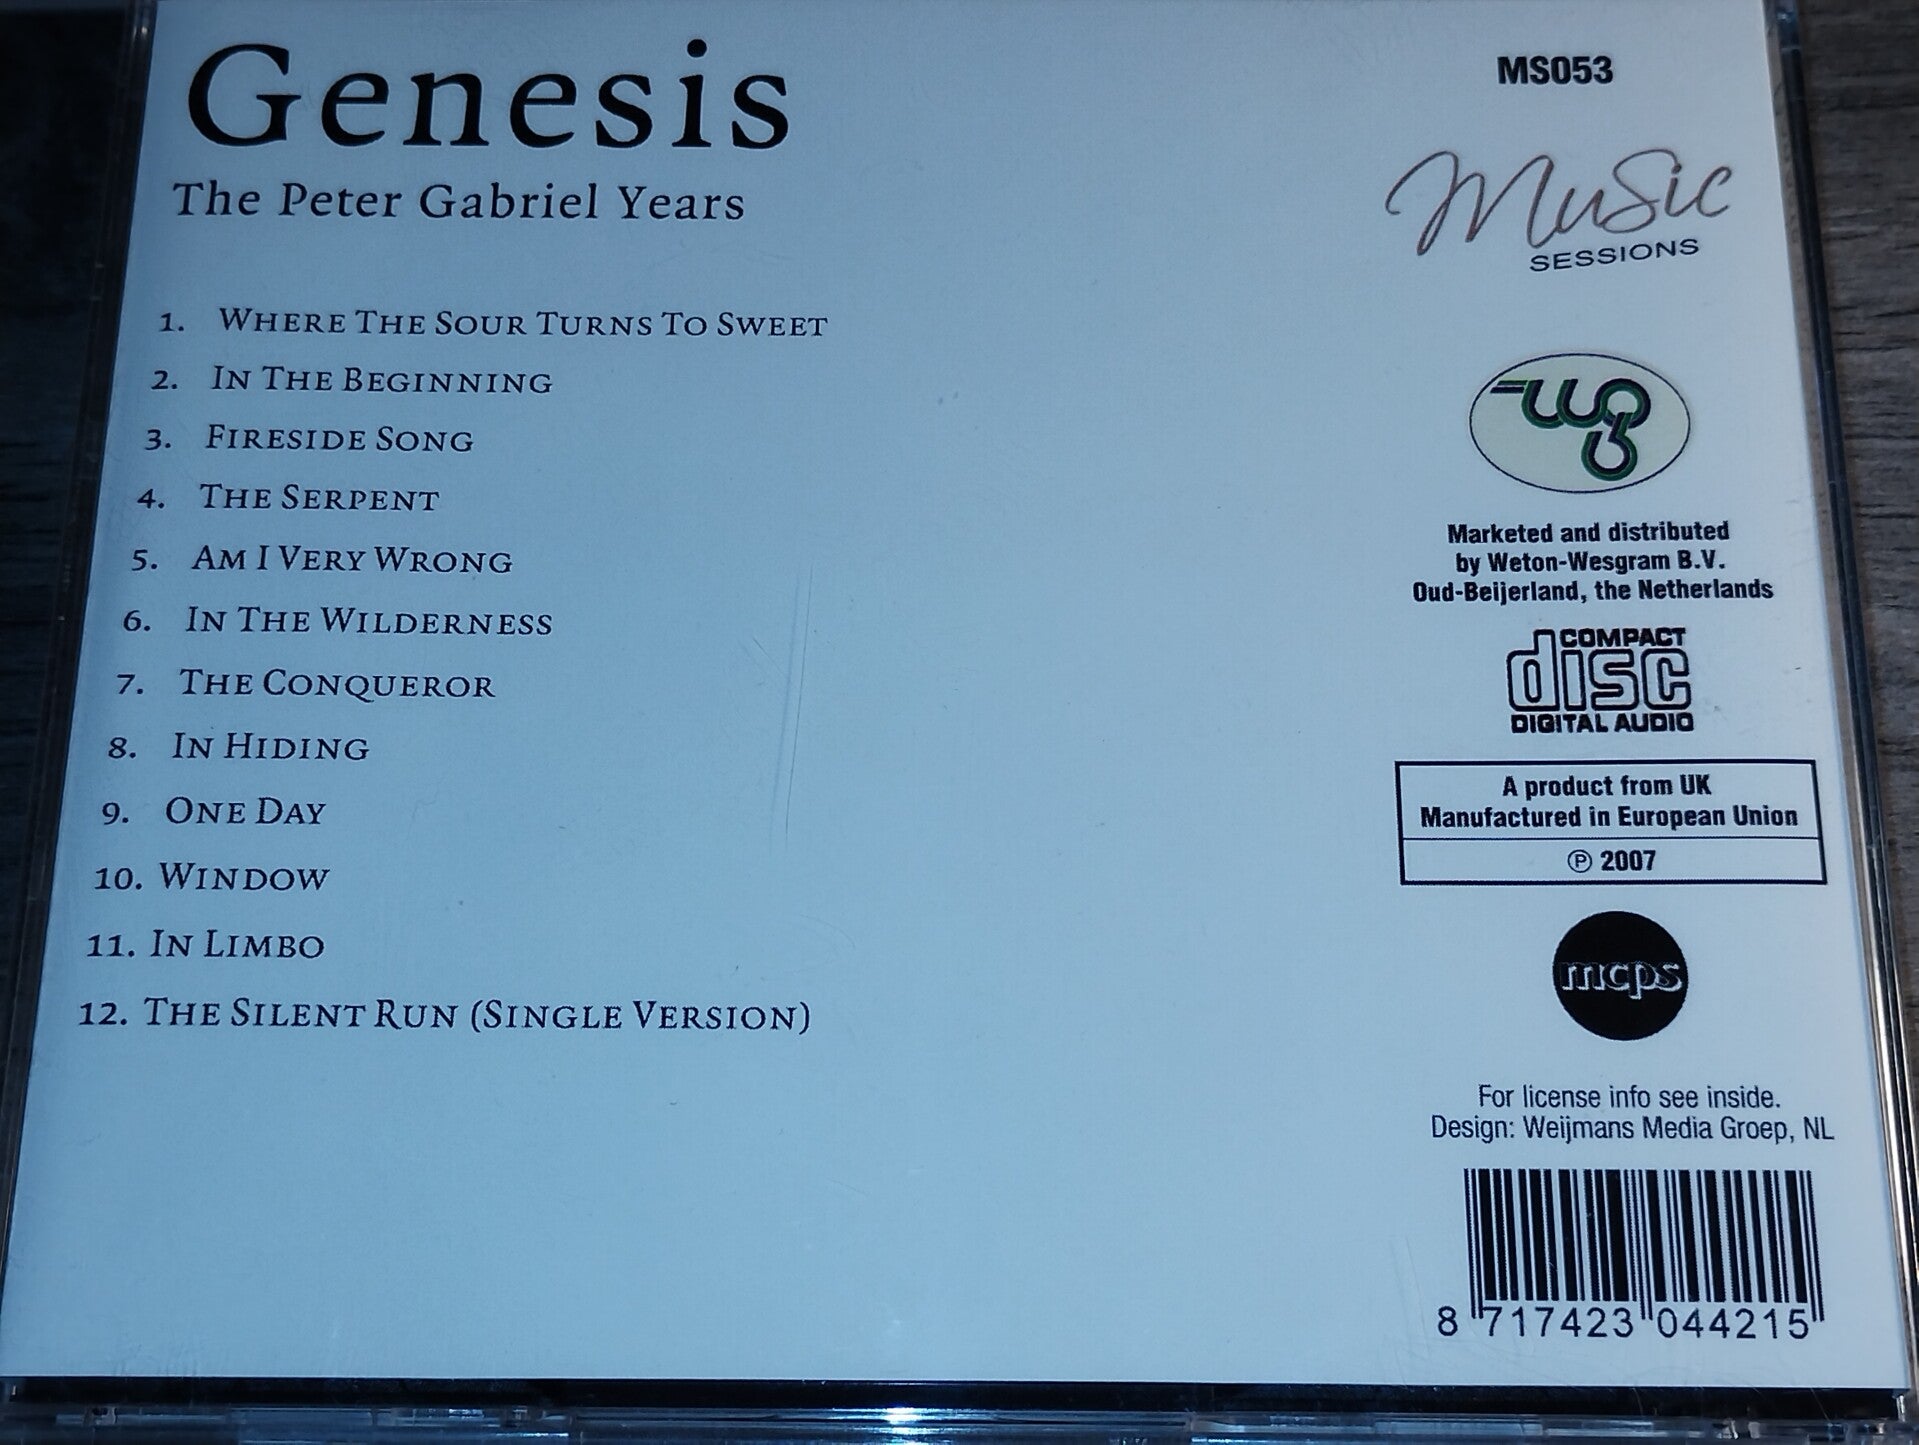 Genesis
The Peter Gabriel Years
1. Where The Sour Turns To Sweet
2. In The Beginning
3. Fireside Song
4. The Serpent
5. Am I Very Wrong
6. In The Wilderness
7. The Conqueror
8. In Hiding
9. One Day
10. Window
11. In Limbo
12. The Silent Run (Single Version)
MS053
Music
SESSIONS
wg
Marketed and distributed
by Weton-Wesgram B.V.
Oud-Beijerland, the Netherlands
COMPACT
disc
DIGITAL AUDIO
A product from UK
Manufactured in European Union
℗ 2007
mcps
For license info see inside.
Design: Weijmans Media Groep, NL
8 717423 044215